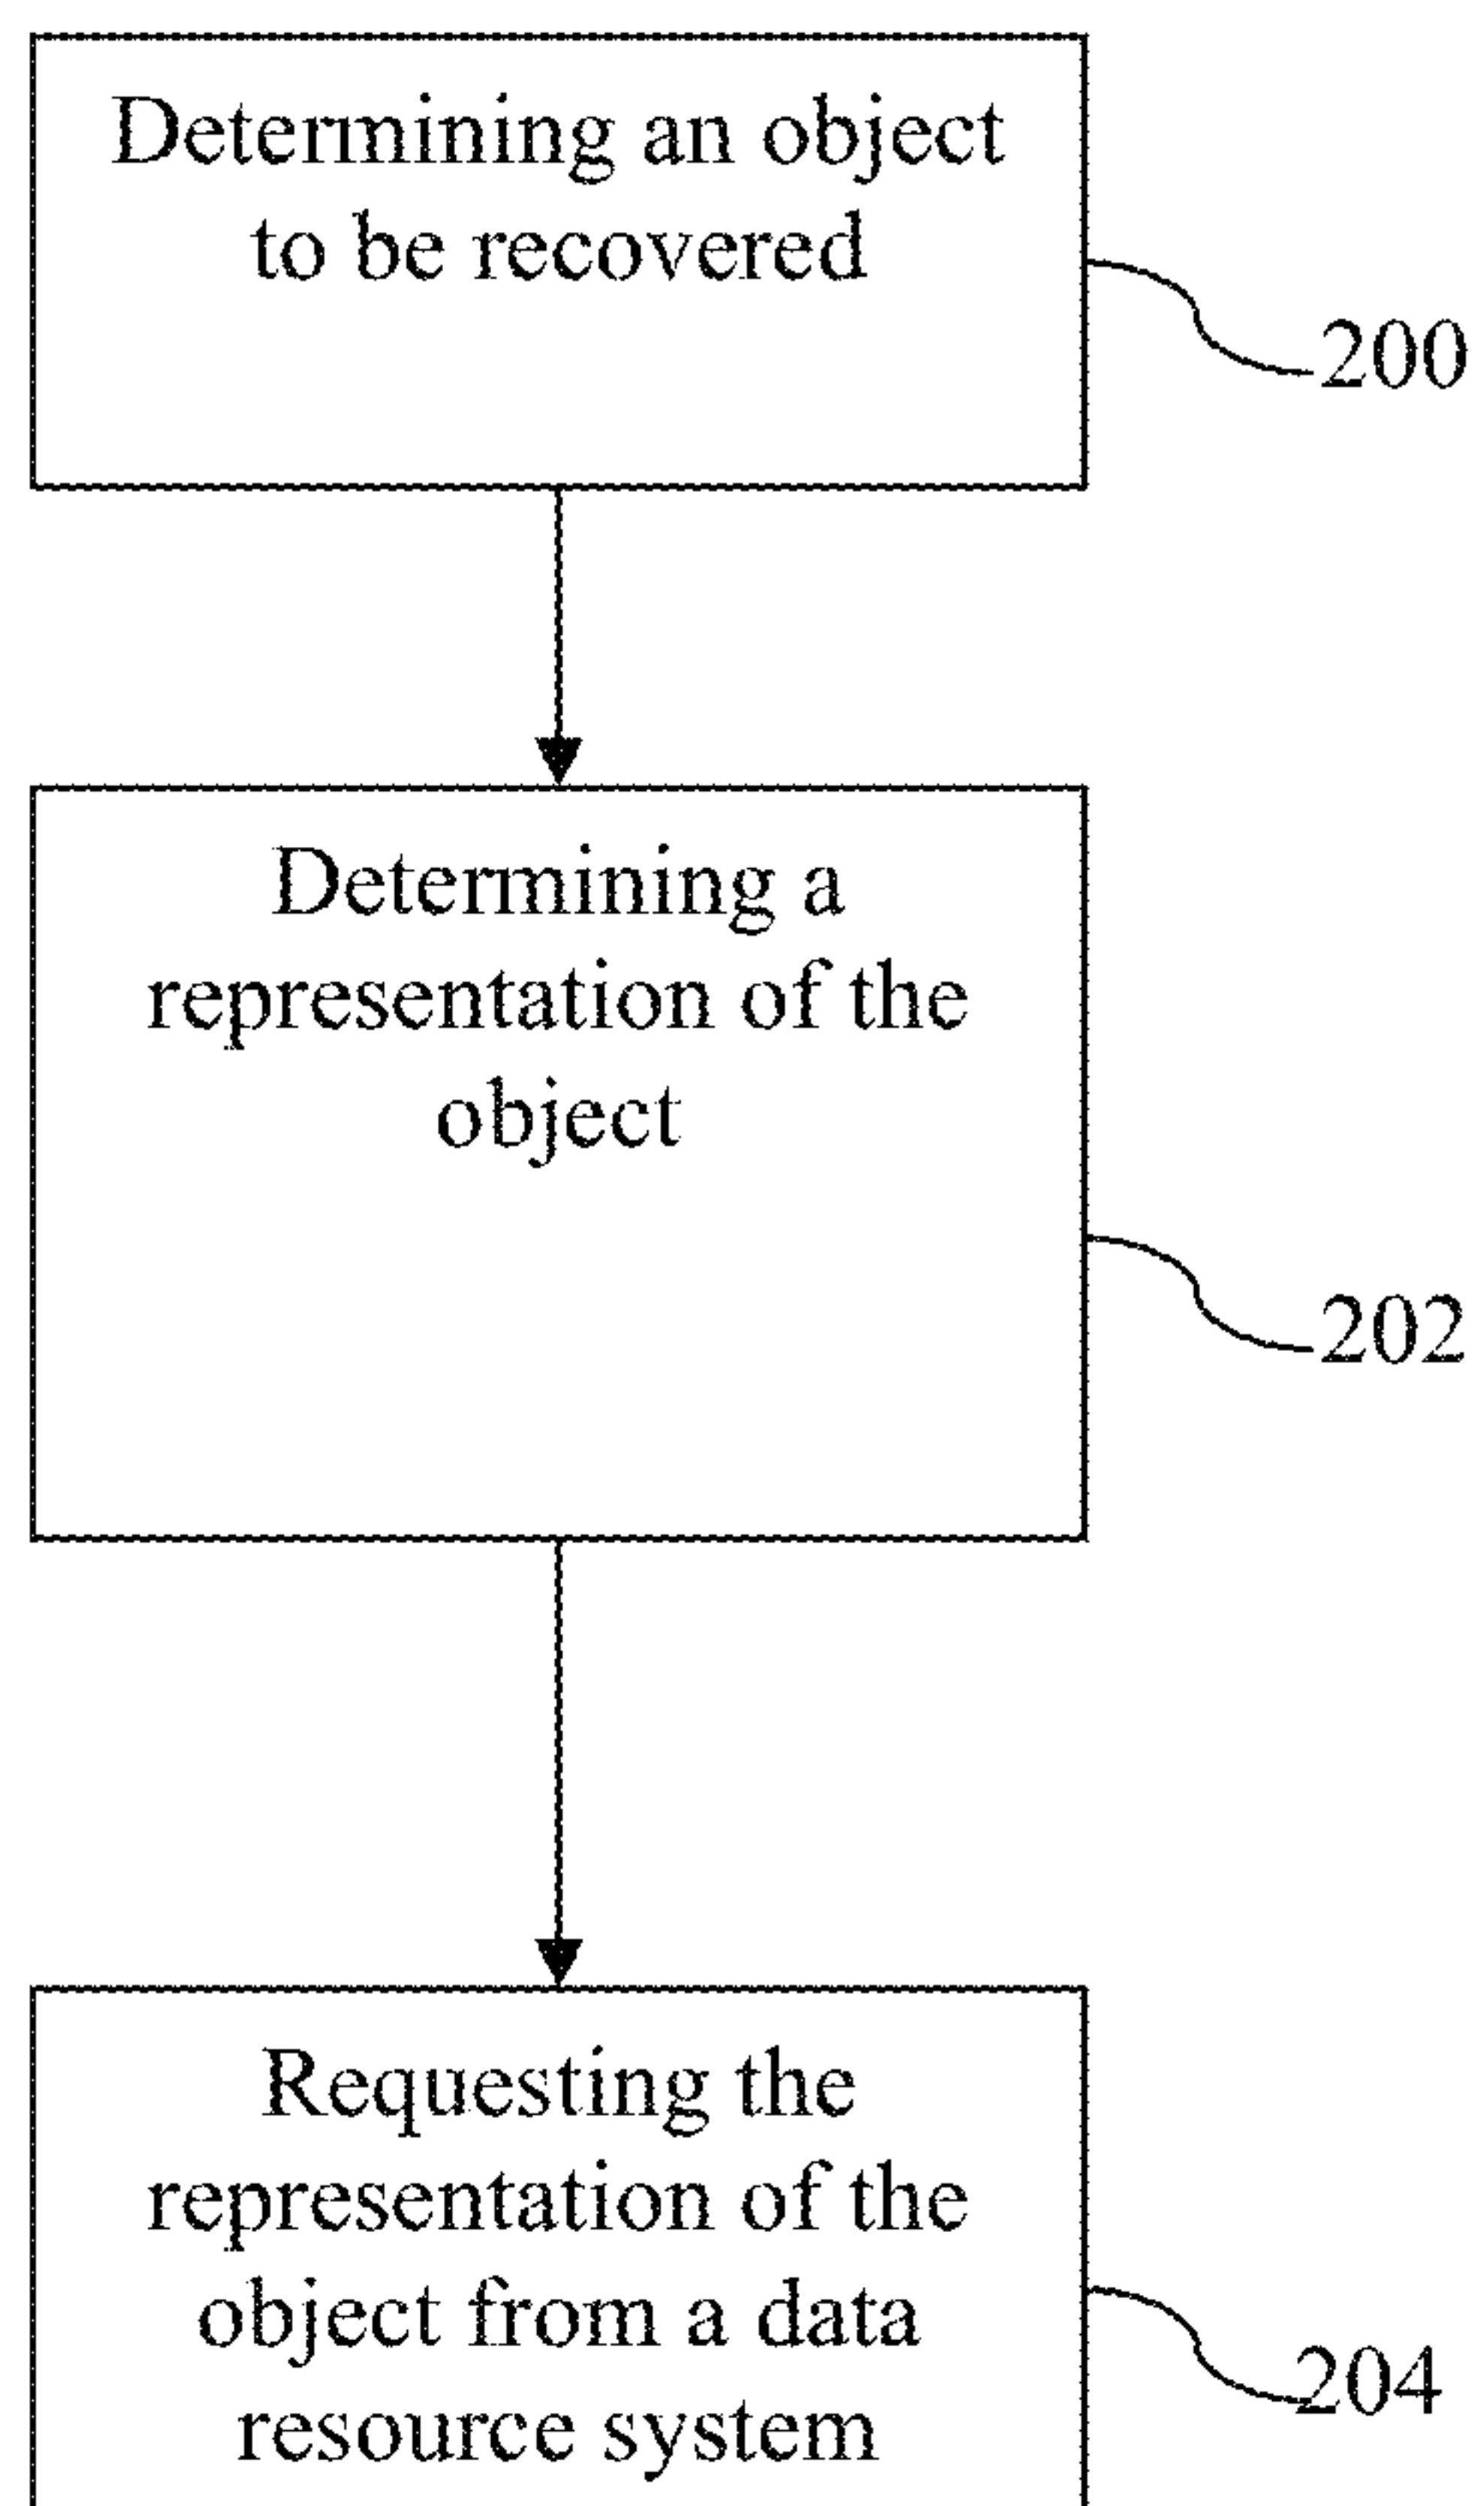 Determining an object
to be recovered
200
Determining a
representation of the
object
202
Requesting the
representation of the
object from a data
resource system
204